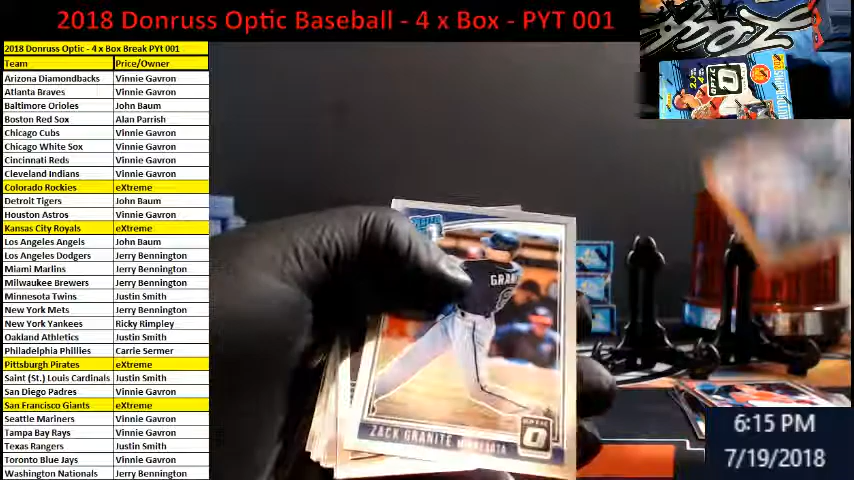 2018 Donruss Optic Baseball - 4 x Box - PYT 001
2018 Donruss Optic - 4 x Box Break PYt 001
Team Price/Owner
Arizona Diamondbacks Vinnie Gavron
Atlanta Braves Vinnie Gavron
Baltimore Orioles John Baum
Boston Red Sox Alan Parrish
Chicago Cubs Vinnie Gavron
Chicago White Sox Vinnie Gavron
Cincinnati Reds Vinnie Gavron
Cleveland Indians Vinnie Gavron
Colorado Rockies eXtreme
Detroit Tigers John Baum
Houston Astros Vinnie Gavron
Kansas City Royals eXtreme
Los Angeles Angels John Baum
Los Angeles Dodgers Jerry Bennington
Miami Marlins Jerry Bennington
Milwaukee Brewers Jerry Bennington
Minnesota Twins Justin Smith
New York Mets Jerry Bennington
New York Yankees Ricky Rimpley
Oakland Athletics Justin Smith
Philadelphia Phillies Carrie Sermer
Pittsburgh Pirates eXtreme
Saint (St.) Louis Cardinals Justin Smith
San Diego Padres Vinnie Gavron
San Francisco Giants eXtreme
Seattle Mariners Vinnie Gavron
Tampa Bay Rays Vinnie Gavron
Texas Rangers Justin Smith
Toronto Blue Jays Vinnie Gavron
Washington Nationals Jerry Bennington
GRANI
ZACK GRANITE MINNESOTA
OPTIC
OPTIC
6:15 PM
7/19/2018